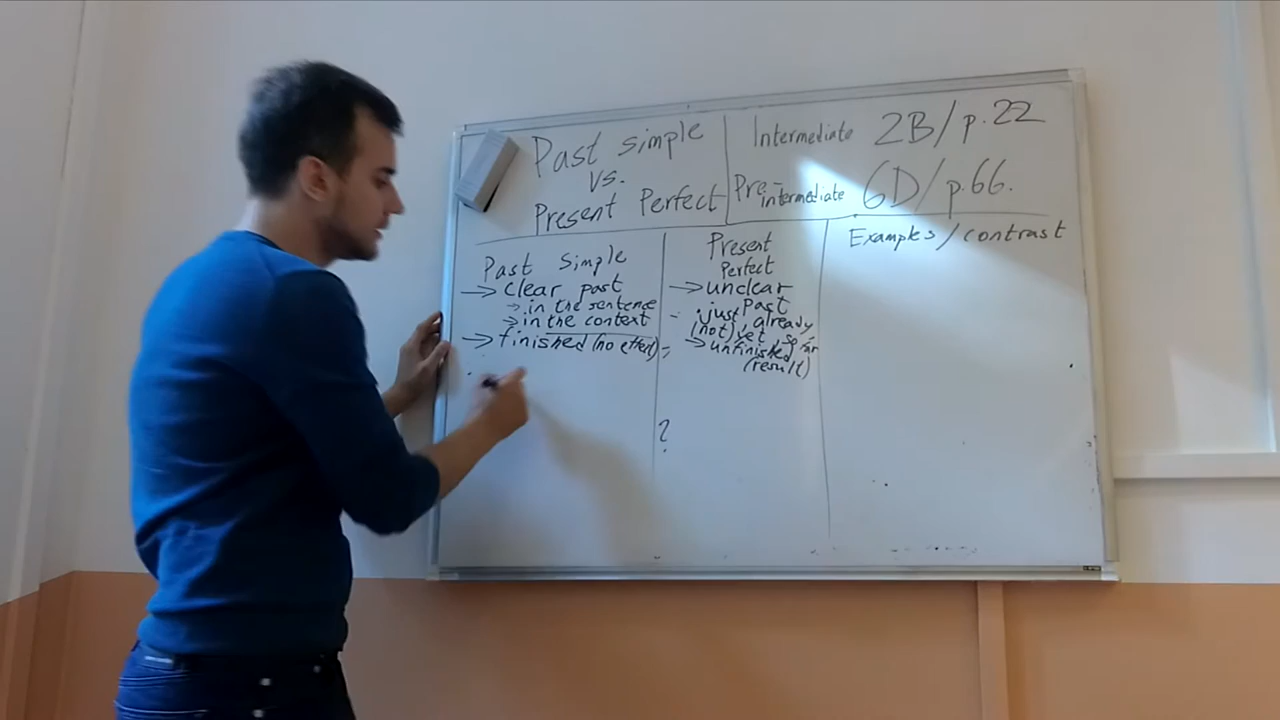 Past simple
vs.
Present Perfect
Intermediate 2B/p.22
Pre-intermediate 6D/p.66.
Past Simple
→ clear past
→ in the sentence
→ in the context
→ finished (no effect)
Present
Perfect
→ unclear
past
- just, already
(not) yet, so far
→ unfinished
(result)
?
Examples/contrast